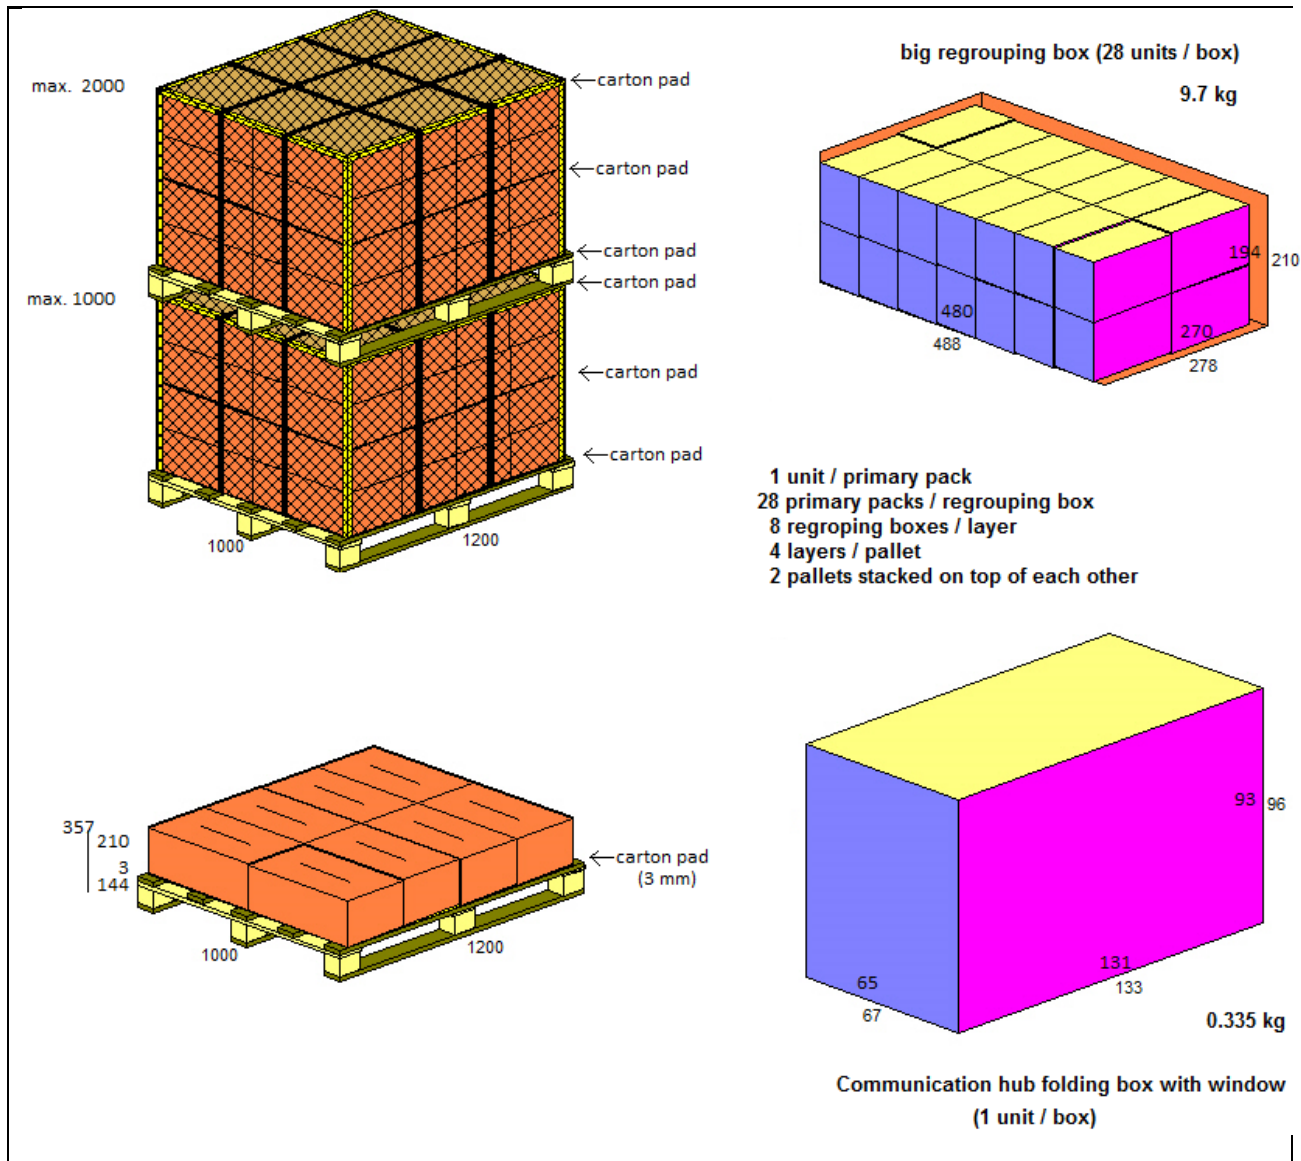 max. 2000
carton pad
carton pad
carton pad
carton pad
max. 1000
carton pad
carton pad
1000
1200
big regrouping box (28 units / box)
9.7 kg
194
210
480
488
270
278
1 unit / primary pack
28 primary packs / regrouping box
8 regroping boxes / layer
4 layers / pallet
2 pallets stacked on top of each other
357
210
3
144
carton pad
(3 mm)
1000
1200
93
96
131
133
65
67
0.335 kg
Communication hub folding box with window
(1 unit / box)